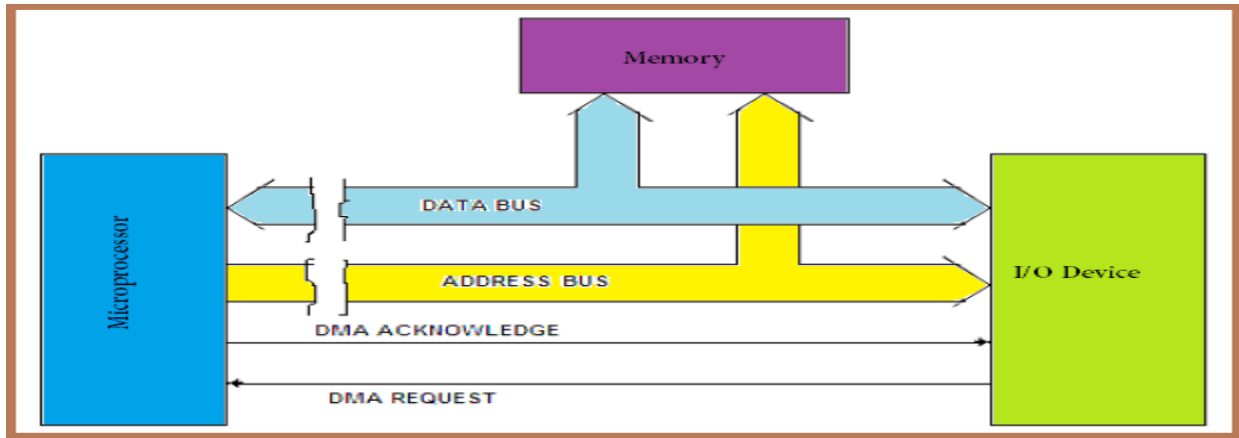 Memory
Microprocessor
DATA BUS
ADDRESS BUS
I/O Device
DMA ACKNOWLEDGE
DMA REQUEST